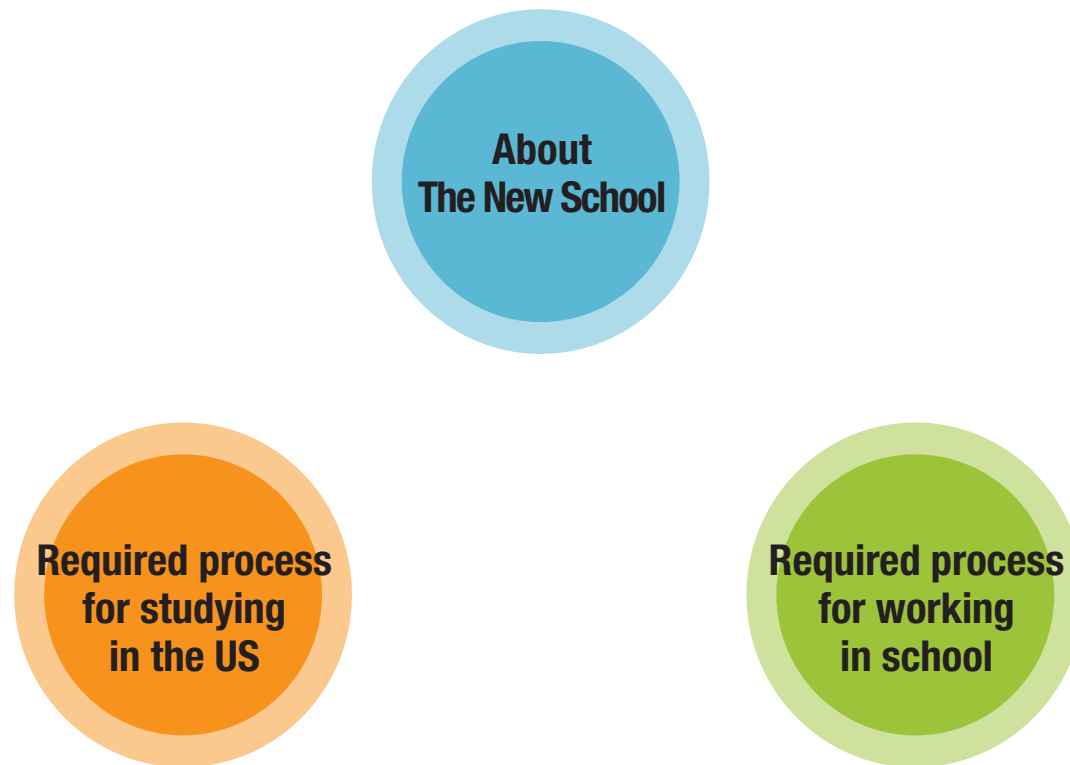 About
The New School
Required process
for studying
in the US
Required process
for working
in school